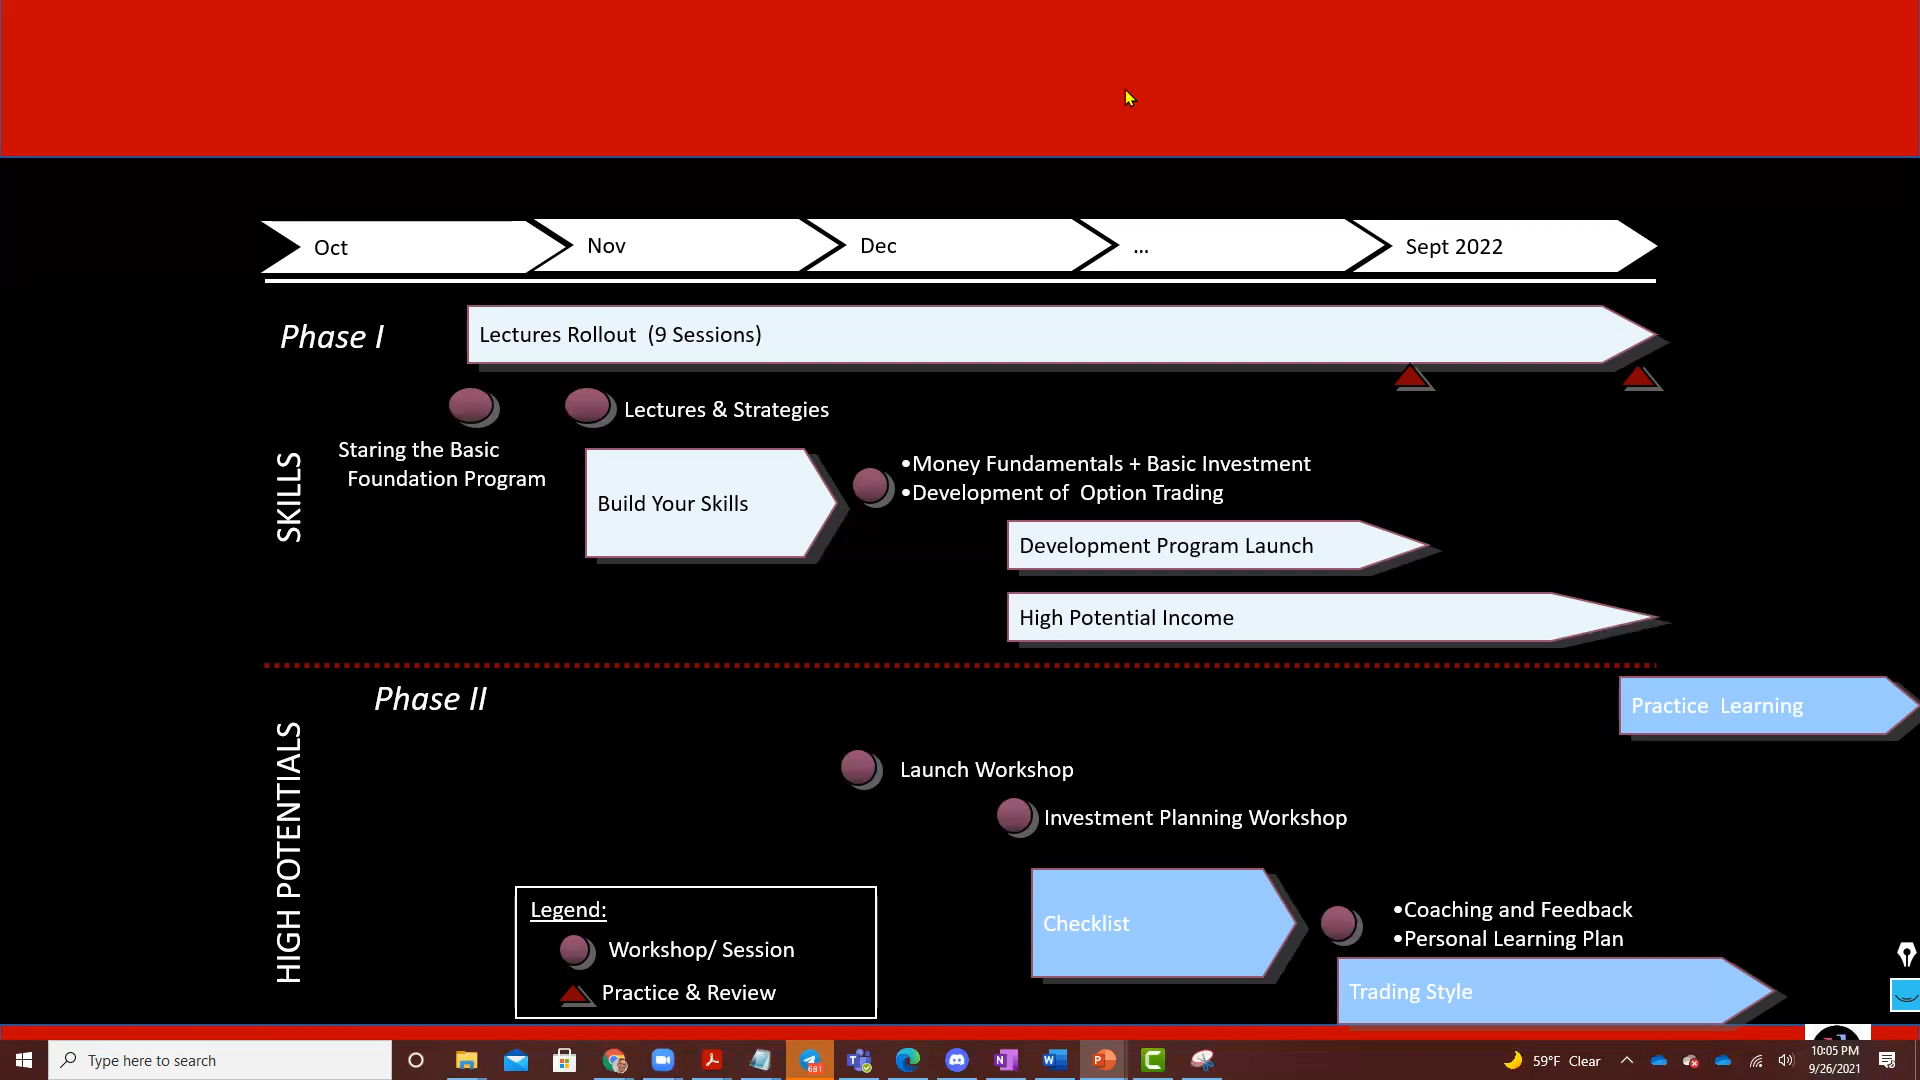 Oct
Nov
Dec
...
Sept 2022
Phase I
Lectures Rollout  (9 Sessions)
Lectures & Strategies
Staring the Basic
Foundation Program
SKILLS
Build Your Skills
•Money Fundamentals + Basic Investment
•Development of  Option Trading
Development Program Launch
High Potential Income
Phase II
Practice  Learning
HIGH POTENTIALS
Launch Workshop
Investment Planning Workshop
Checklist
•Coaching and Feedback
•Personal Learning Plan
Trading Style
Legend:
Workshop/ Session
Practice & Review
Type here to search
681
59°F Clear
10:05 PM
9/26/2021